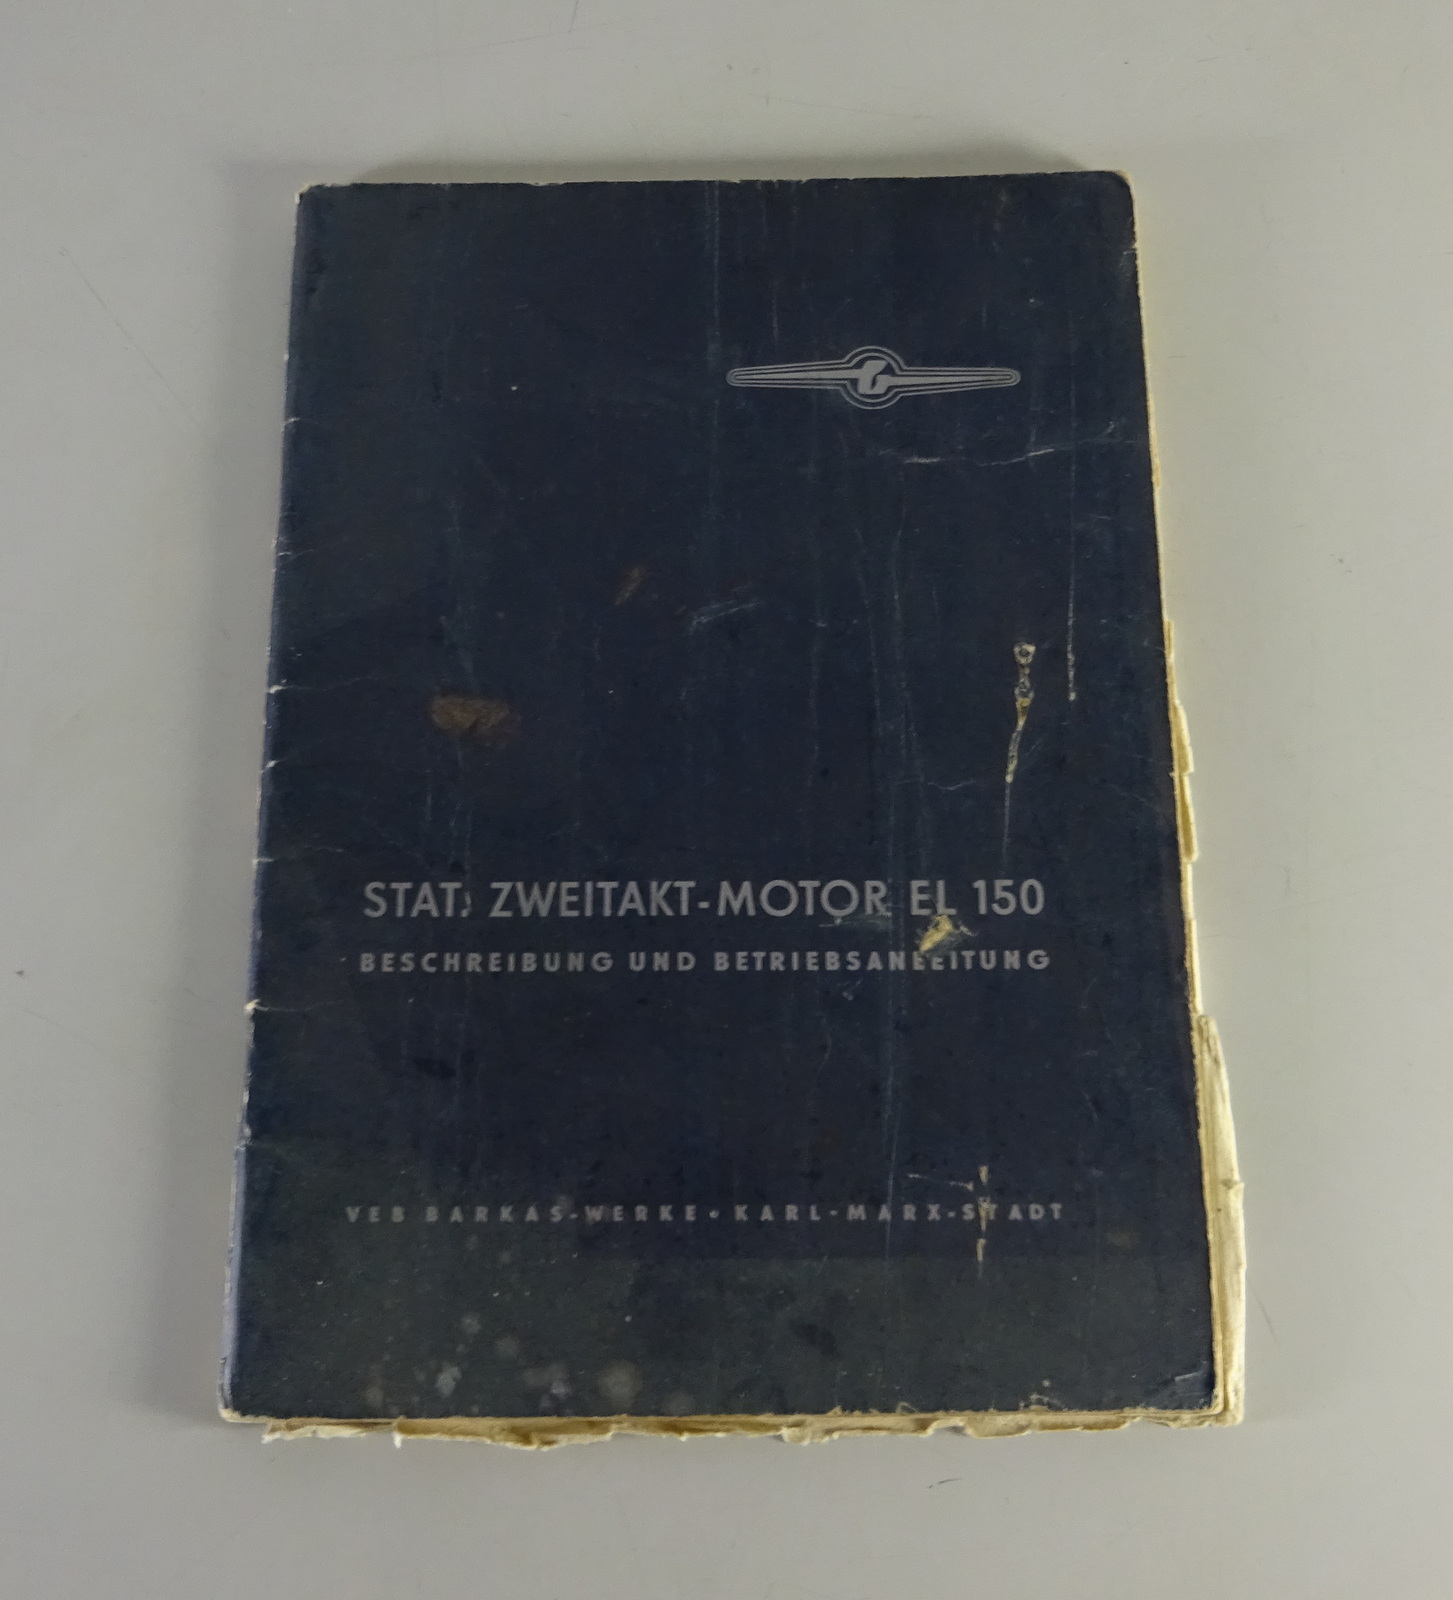 STAT. ZWEITAKT-MOTOR EL 150
BESCHREIBUNG UND BETRIEBSANLEITUNG
VEB BARKAS-WERKE • KARL-MARX-STADT